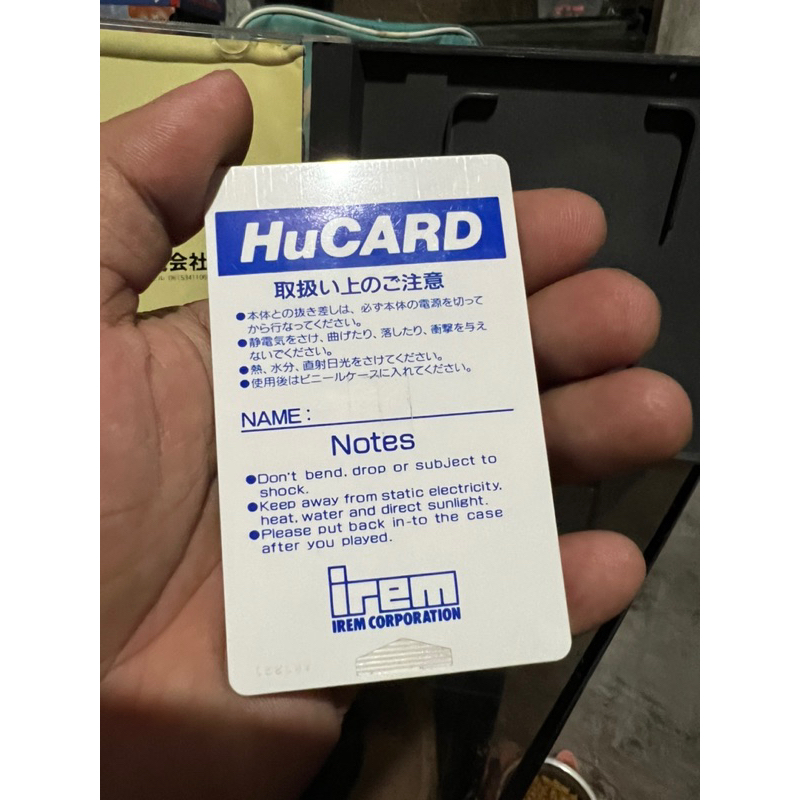 HuCARD
取扱い上のご注意
●本体との抜き差しは、必ず本体の電源を切って
から行なってください。
●静電気をさけ、曲げたり、落したり、衝撃を与え
ないでください。
●熱、水分、直射日光をさけてください。
●使用後はビニールケースに入れてください。
NAME:
Notes
●Don't bend, drop or subject to
shock.
●Keep away from static electricity,
heat, water and direct sunlight.
●Please put back in-to the case
after you played.
irem
IREM CORPORATION
会社